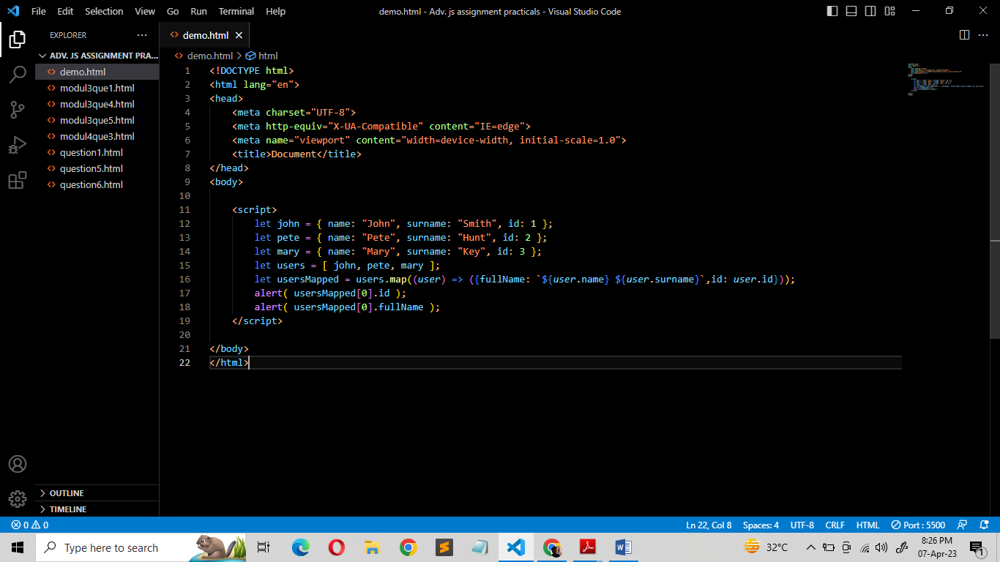 File Edit Selection View Go Run Terminal Help demo.html - Adv. js assignment practicals - Visual Studio Code
EXPLORER
ADV. JS ASSIGNMENT PRA...
demo.html
modul3que1.html
modul3que4.html
modul3que5.html
modul4que3.html
question1.html
question5.html
question6.html
OUTLINE
TIMELINE
demo.html
demo.html > html
1 <!DOCTYPE html>
2 <html lang="en">
3 <head>
4 <meta charset="UTF-8">
5 <meta http-equiv="X-UA-Compatible" content="IE=edge">
6 <meta name="viewport" content="width=device-width, initial-scale=1.0">
7 <title>Document</title>
8 </head>
9 <body>
10
11 <script>
12 let john = { name: "John", surname: "Smith", id: 1 };
13 let pete = { name: "Pete", surname: "Hunt", id: 2 };
14 let mary = { name: "Mary", surname: "Key", id: 3 };
15 let users = [ john, pete, mary ];
16 let usersMapped = users.map((user) => ({fullName: `${user.name} ${user.surname}`,id: user.id}));
17 alert( usersMapped[0].id );
18 alert( usersMapped[0].fullName );
19 </script>
20
21 </body>
22 </html>
0 0 Ln 22, Col 8 Spaces: 4 UTF-8 CRLF HTML Port : 5500
Type here to search 32°C 8:26 PM
07-Apr-23 1